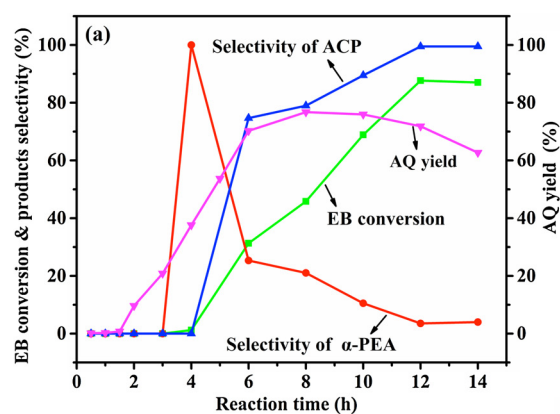 (a)
Selectivity of ACP
AQ yield
EB conversion
Selectivity of α-PEA
EB conversion & products selectivity (%)
100
80
60
40
20
0
AQ yield (%)
100
80
60
40
20
0
0 2 4 6 8 10 12 14
Reaction time (h)